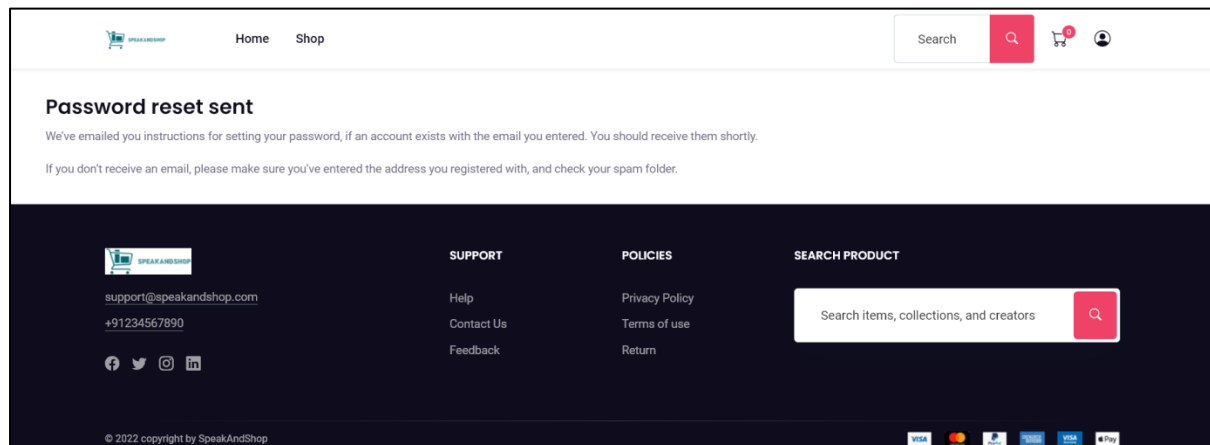 SPEAKANDSHOP
Home Shop
Search
0
Password reset sent
We've emailed you instructions for setting your password, if an account exists with the email you entered. You should receive them shortly.
If you don't receive an email, please make sure you've entered the address you registered with, and check your spam folder.
SPEAKANDSHOP
support@speakandshop.com
+91234567890
SUPPORT
Help
Contact Us
Feedback
POLICIES
Privacy Policy
Terms of use
Return
SEARCH PRODUCT
Search items, collections, and creators
© 2022 copyright by SpeakAndShop
VISA
PayPal
VISA
Pay